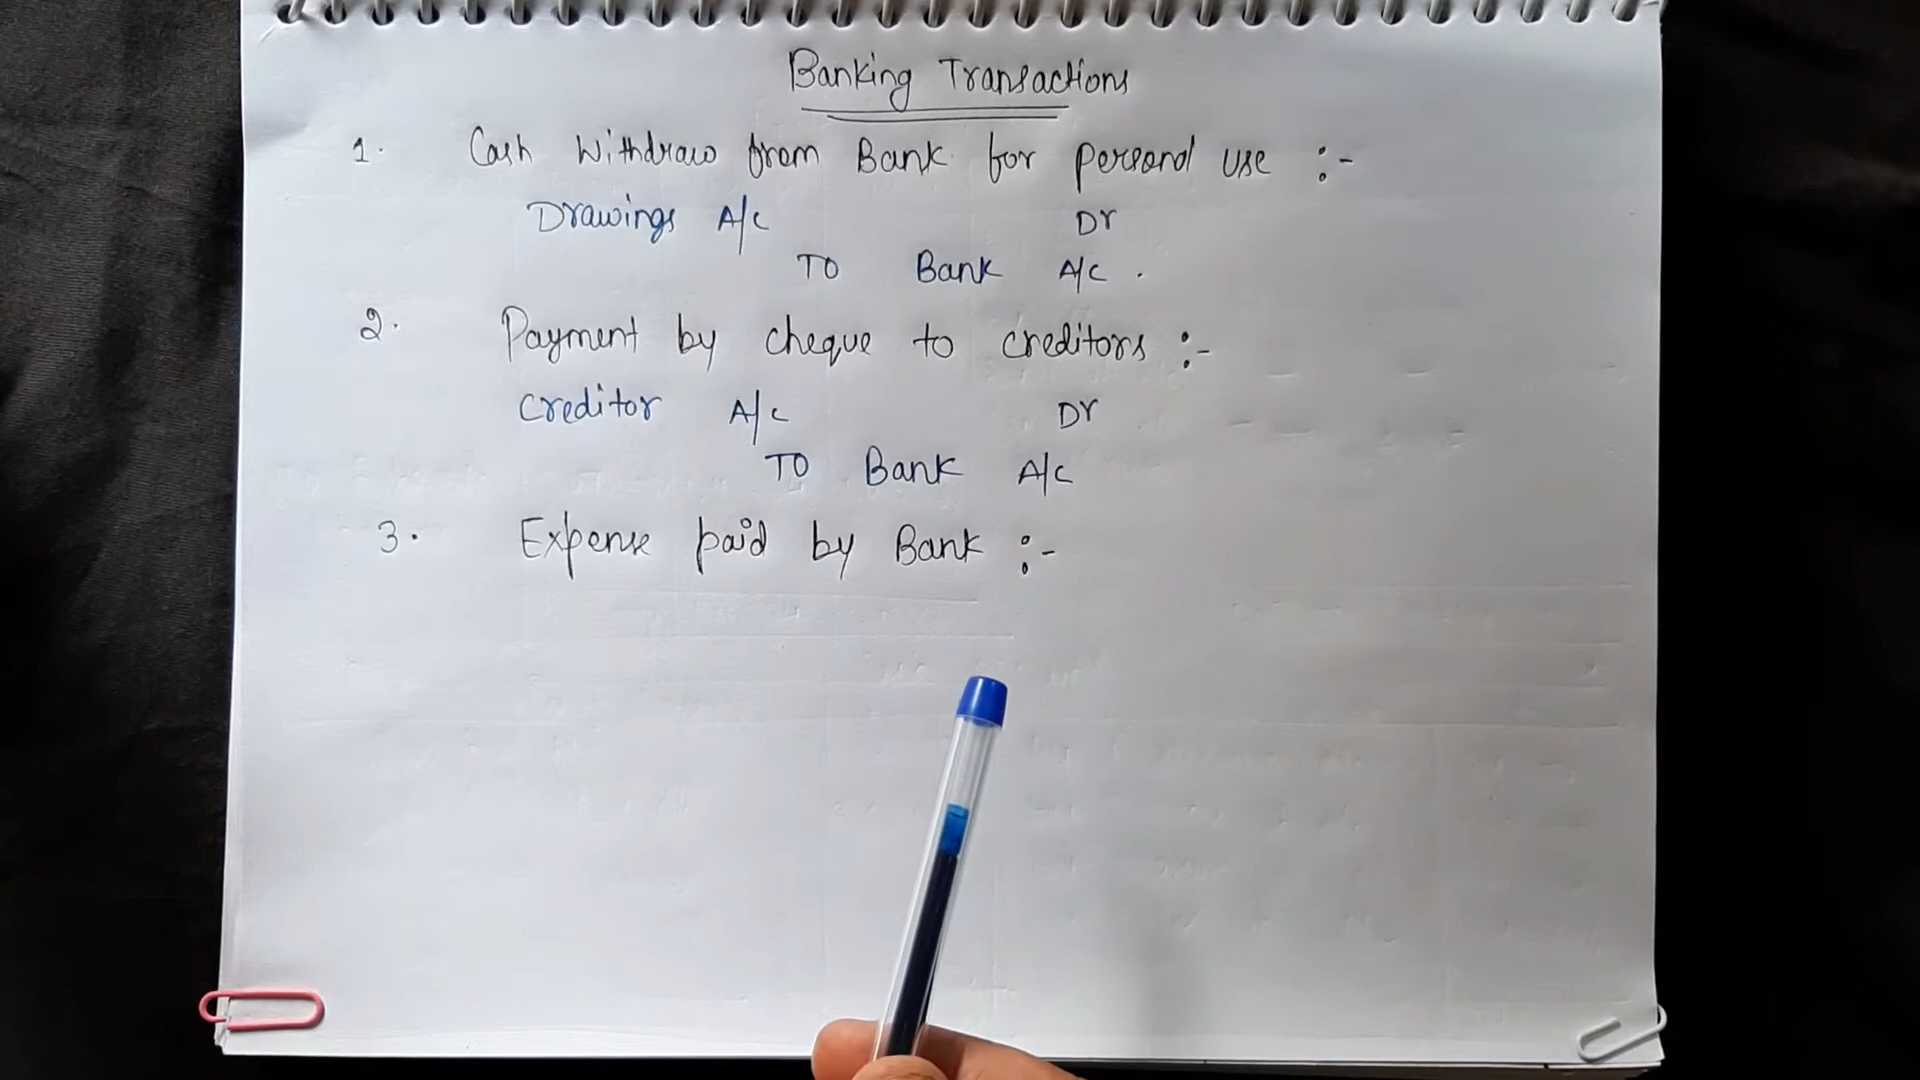 Banking Transactions
1. Cash Withdraw from Bank for personal use :-
Drawings A/c Dr
TO Bank A/c .
2. Payment by cheque to creditors :-
Creditor A/c Dr
TO Bank A/c
3. Expense paid by Bank :-